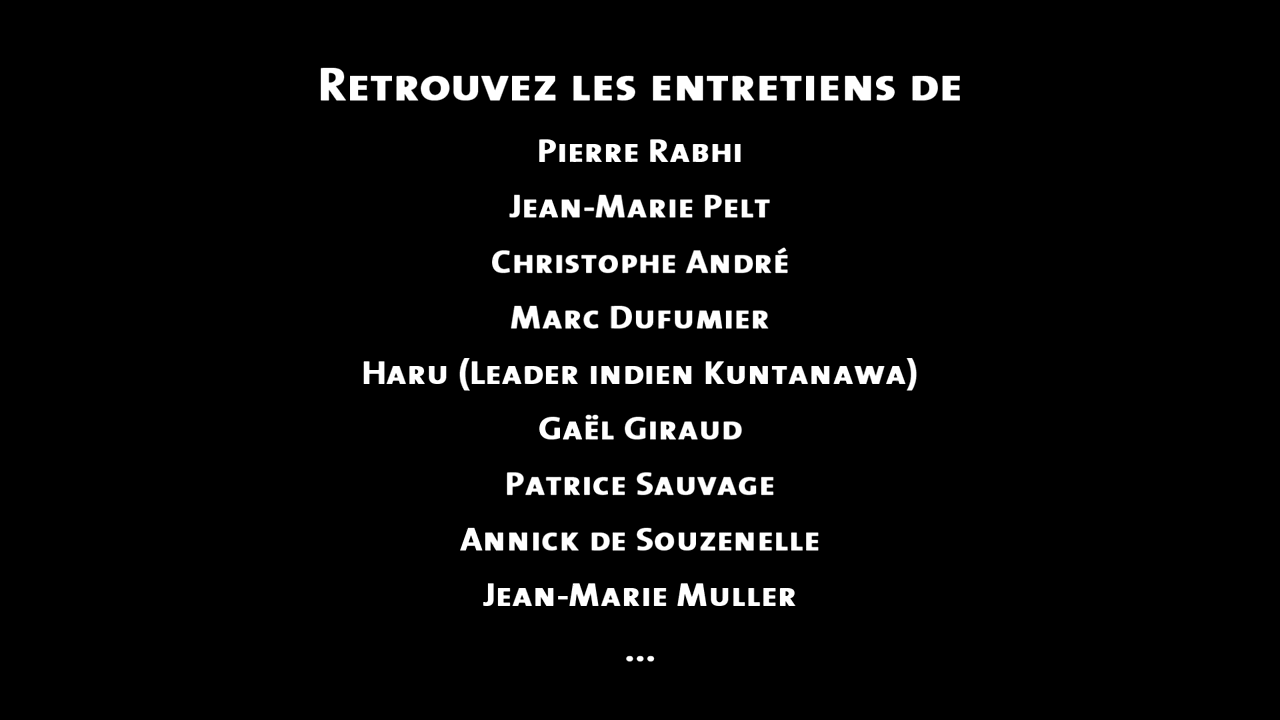 Retrouvez les entretiens de
Pierre Rabhi
Jean-Marie Pelt
Christophe André
Marc Dufumier
Haru (Leader indien Kuntanawa)
Gaël Giraud
Patrice Sauvage
Annick de Souzenelle
Jean-Marie Muller
...